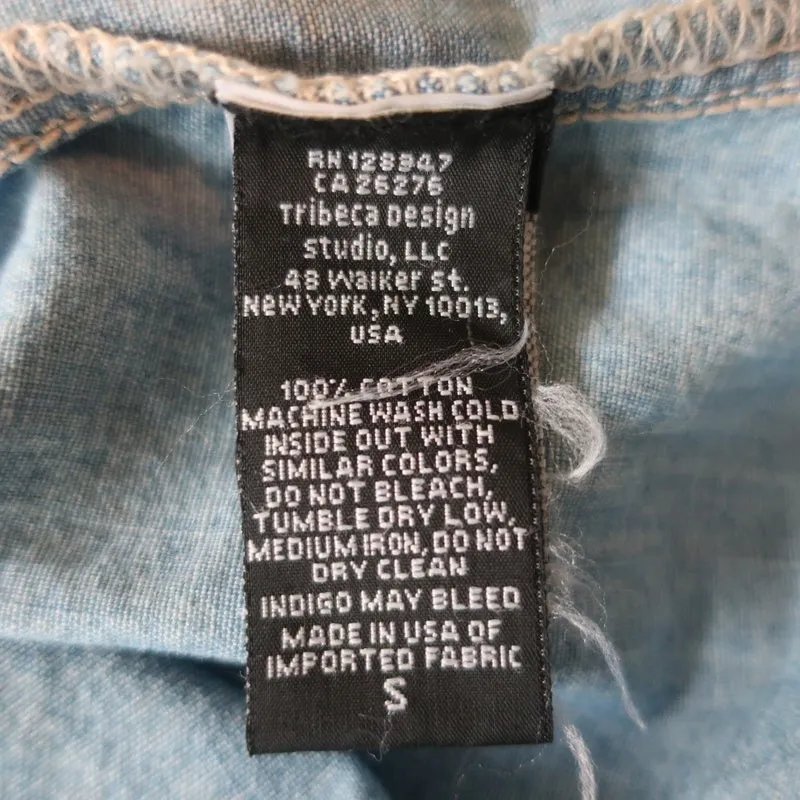 RN 128947
CA 26276
Tribeca Design
Studio, LLC
48 Walker St.
New York, NY 10013,
USA
100% COTTON
MACHINE WASH COLD
INSIDE OUT WITH
SIMILAR COLORS,
DO NOT BLEACH,
TUMBLE DRY LOW,
MEDIUM IRON, DO NOT
DRY CLEAN
INDIGO MAY BLEED
MADE IN USA OF
IMPORTED FABRIC
S